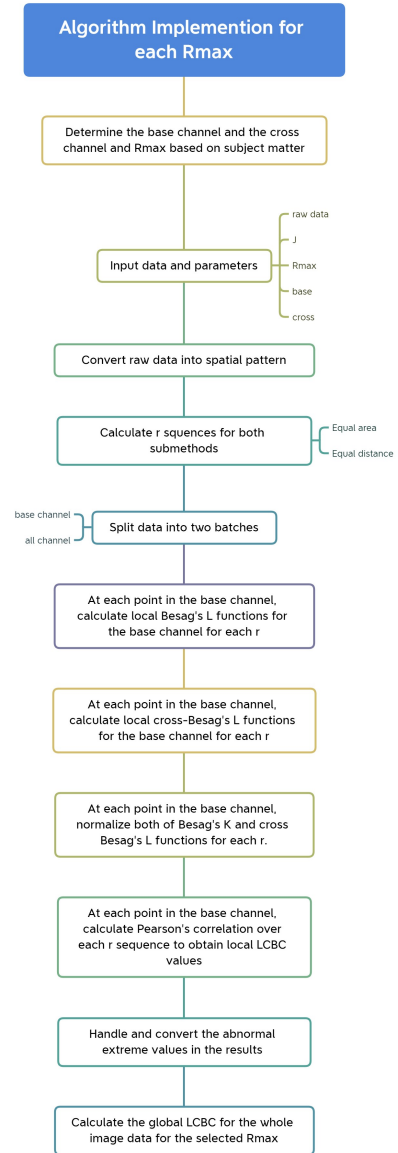 Algorithm Implemention for
each Rmax
Determine the base channel and the cross
channel and Rmax based on subject matter
raw data
J
Input data and parameters
Rmax
base
cross
Convert raw data into spatial pattern
Calculate r squences for both
submethods
Equal area
Equal distance
base channel
all channel
Split data into two batches
At each point in the base channel,
calculate local Besag's L functions for
the base channel for each r
At each point in the base channel,
calculate local cross-Besag's L functions
for the base channel for each r
At each point in the base channel,
normalize both of Besag's K and cross
Besag's L functions for each r.
At each point in the base channel,
calculate Pearson's correlation over
each r sequence to obtain local LCBC
values
Handle and convert the abnormal
extreme values in the results
Calculate the global LCBC for the whole
image data for the selected Rmax